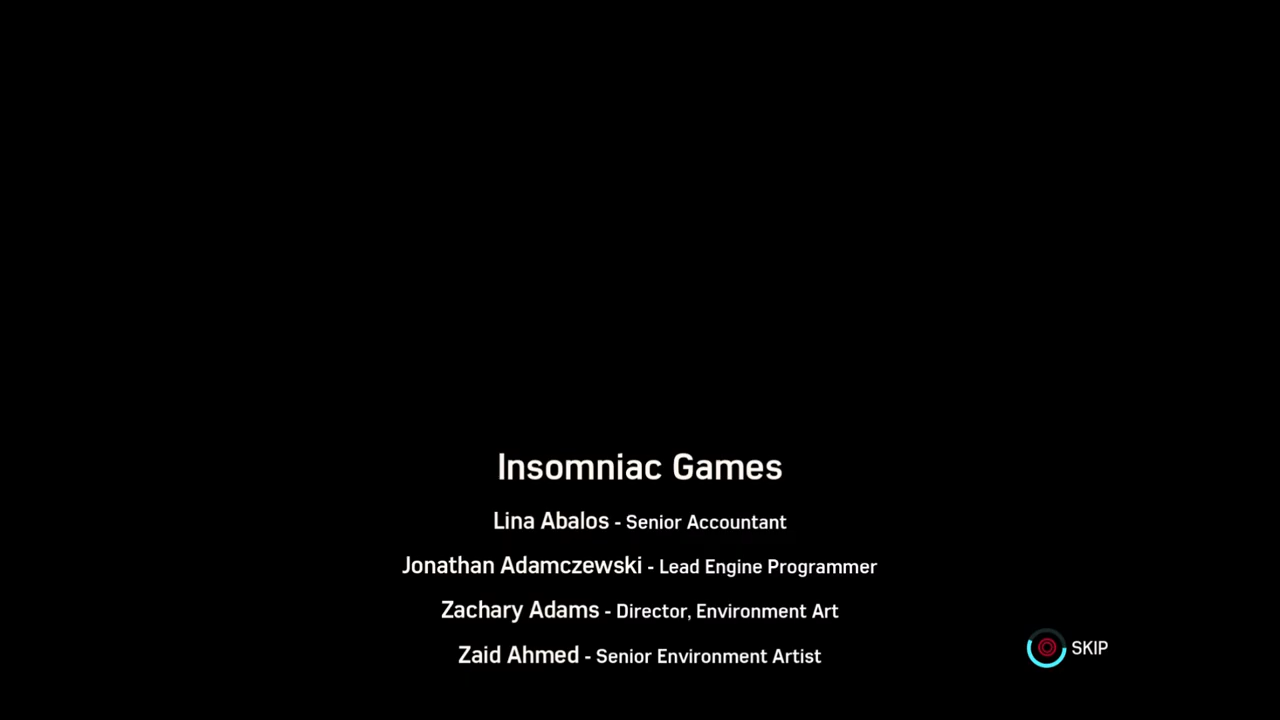 Insomniac Games
Lina Abalos - Senior Accountant
Jonathan Adamczewski - Lead Engine Programmer
Zachary Adams - Director, Environment Art
Zaid Ahmed - Senior Environment Artist
SKIP